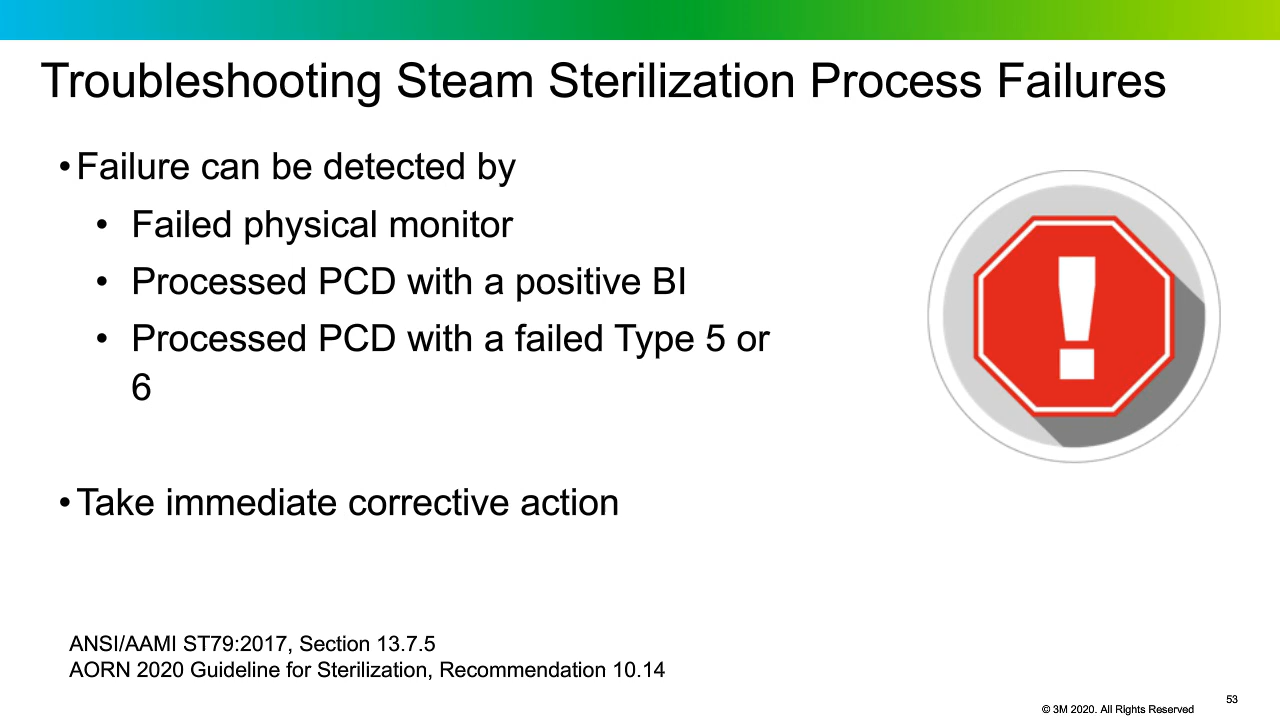 Troubleshooting Steam Sterilization Process Failures
•Failure can be detected by
• Failed physical monitor
• Processed PCD with a positive BI
• Processed PCD with a failed Type 5 or
6
•Take immediate corrective action
ANSI/AAMI ST79:2017, Section 13.7.5
AORN 2020 Guideline for Sterilization, Recommendation 10.14
53
© 3M 2020. All Rights Reserved